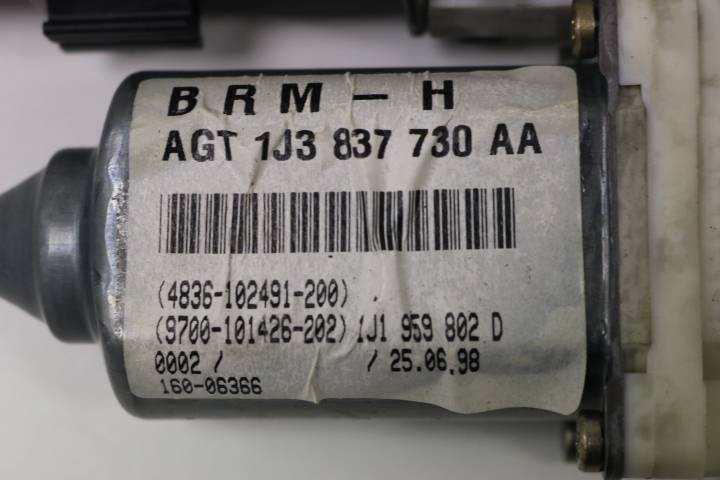 BRM-H
AGT 1J3 837 730 AA
(4836-102491-200)
(9700-101426-202) 1J1 959 802 D
0002 / / 25.06.98
160-06366